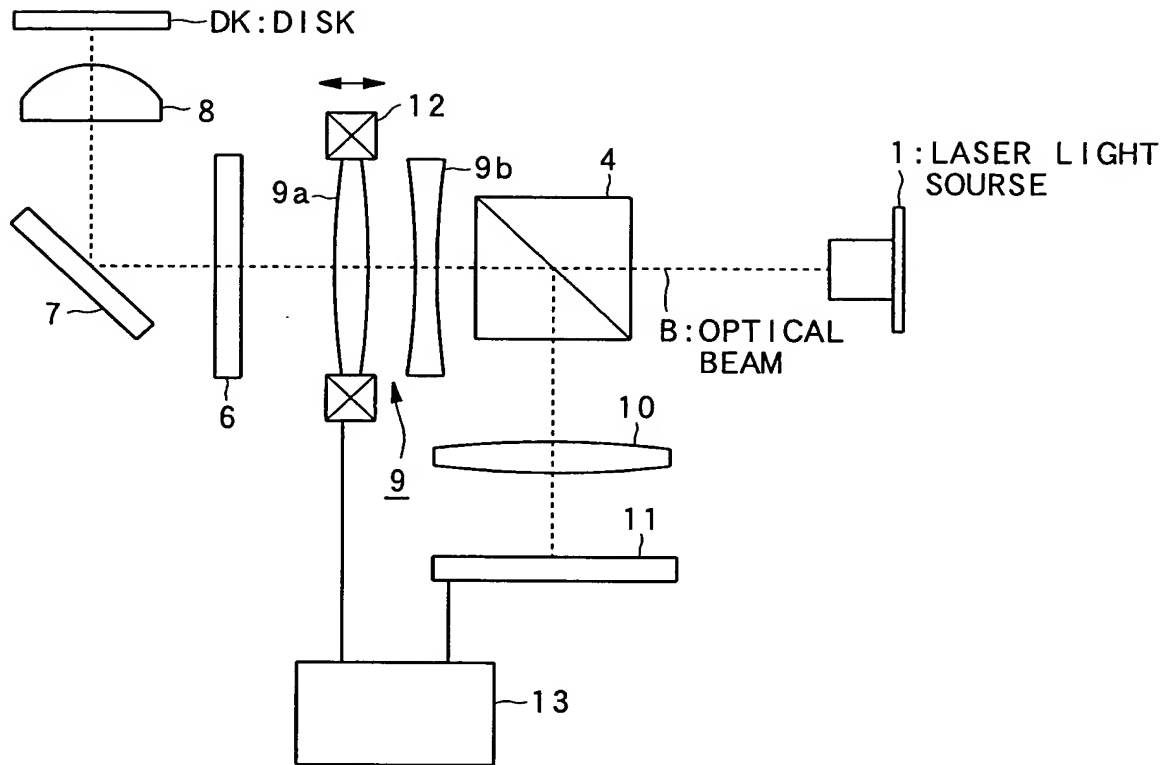 DK:DISK
8
12
9a
9b
4
1:LASER LIGHT
SOURSE
7
6
B:OPTICAL
BEAM
10
9
11
13